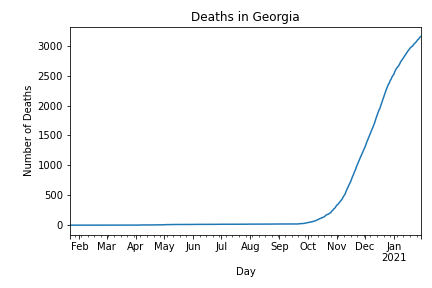 Deaths in Georgia
Number of Deaths
3000
2500
2000
1500
1000
500
0
Feb Mar Apr May Jun Jul Aug Sep Oct Nov Dec Jan
2021
Day